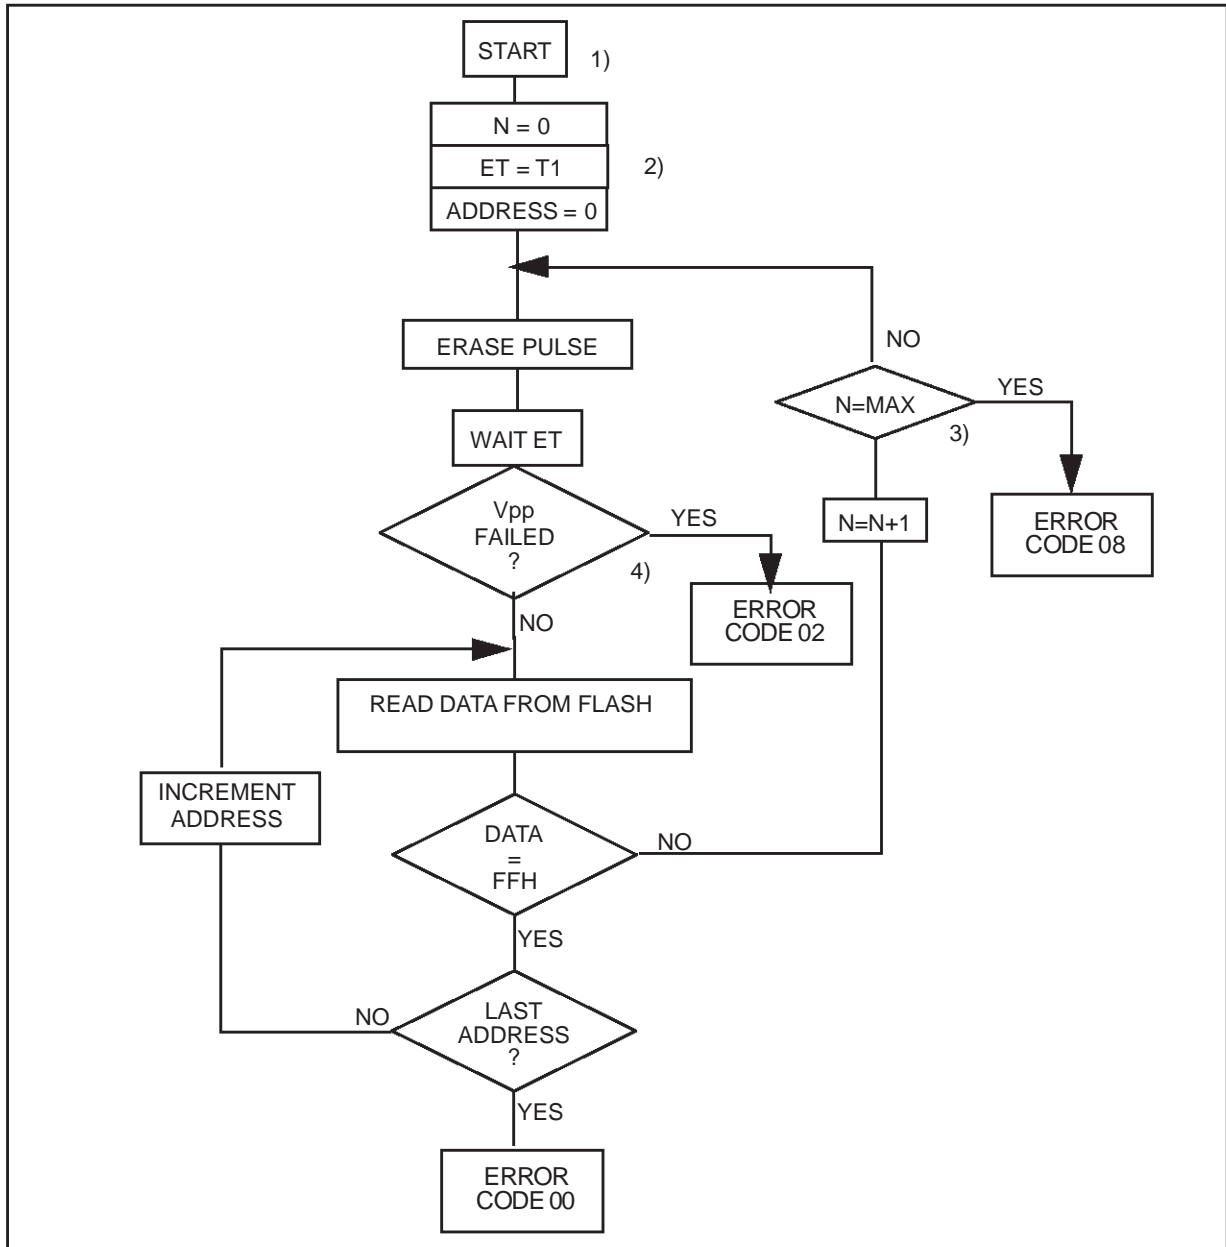 START
1)
N = 0
ET = T1
2)
ADDRESS = 0
ERASE PULSE
NO
N=MAX
YES
3)
WAIT ET
Vpp
FAILED
?
YES
4)
N=N+1
ERROR
CODE 08
ERROR
CODE 02
NO
READ DATA FROM FLASH
INCREMENT
ADDRESS
DATA
=
FFH
NO
YES
LAST
ADDRESS
?
NO
YES
ERROR
CODE 00